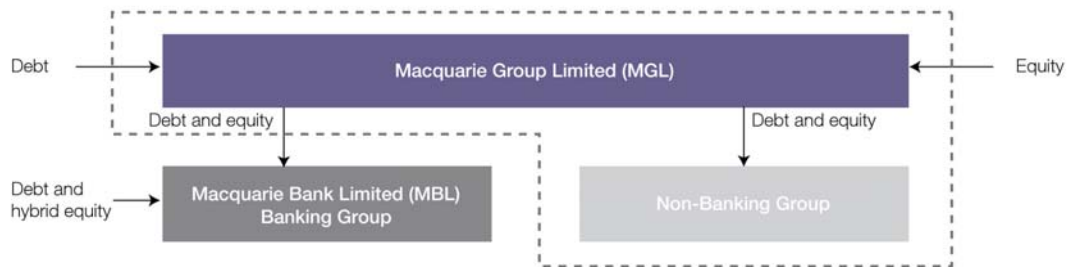 Macquarie Group Limited (MGL)
Debt
Equity
Debt and equity
Debt and equity
Debt and
hybrid equity
Macquarie Bank Limited (MBL)
Banking Group
Non-Banking Group